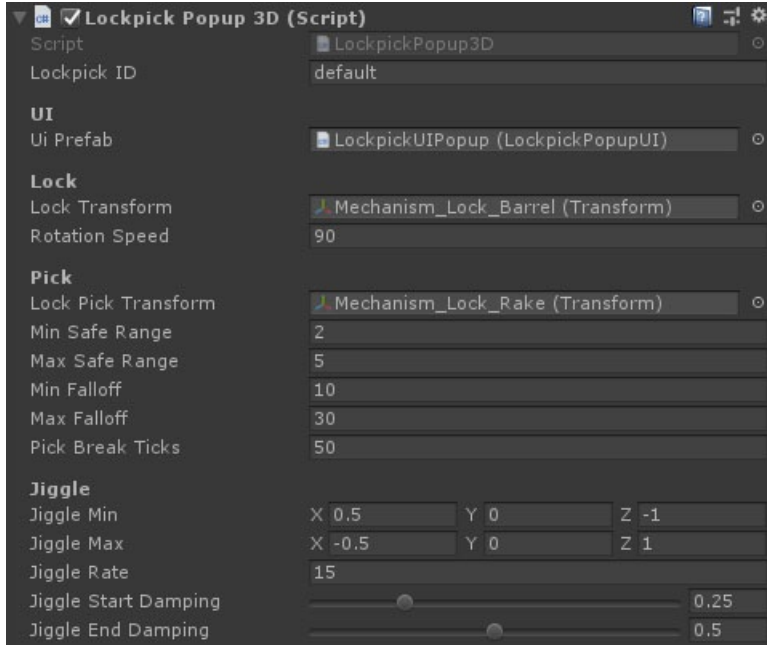 Lockpick Popup 3D (Script)
Script LockpickPopup3D
Lockpick ID default
UI
Ui Prefab LockpickUIPopup (LockpickPopupUI)
Lock
Lock Transform Mechanism_Lock_Barrel (Transform)
Rotation Speed 90
Pick
Lock Pick Transform Mechanism_Lock_Rake (Transform)
Min Safe Range 2
Max Safe Range 5
Min Falloff 10
Max Falloff 30
Pick Break Ticks 50
Jiggle
Jiggle Min X 0.5 Y 0 Z -1
Jiggle Max X -0.5 Y 0 Z 1
Jiggle Rate 15
Jiggle Start Damping 0.25
Jiggle End Damping 0.5